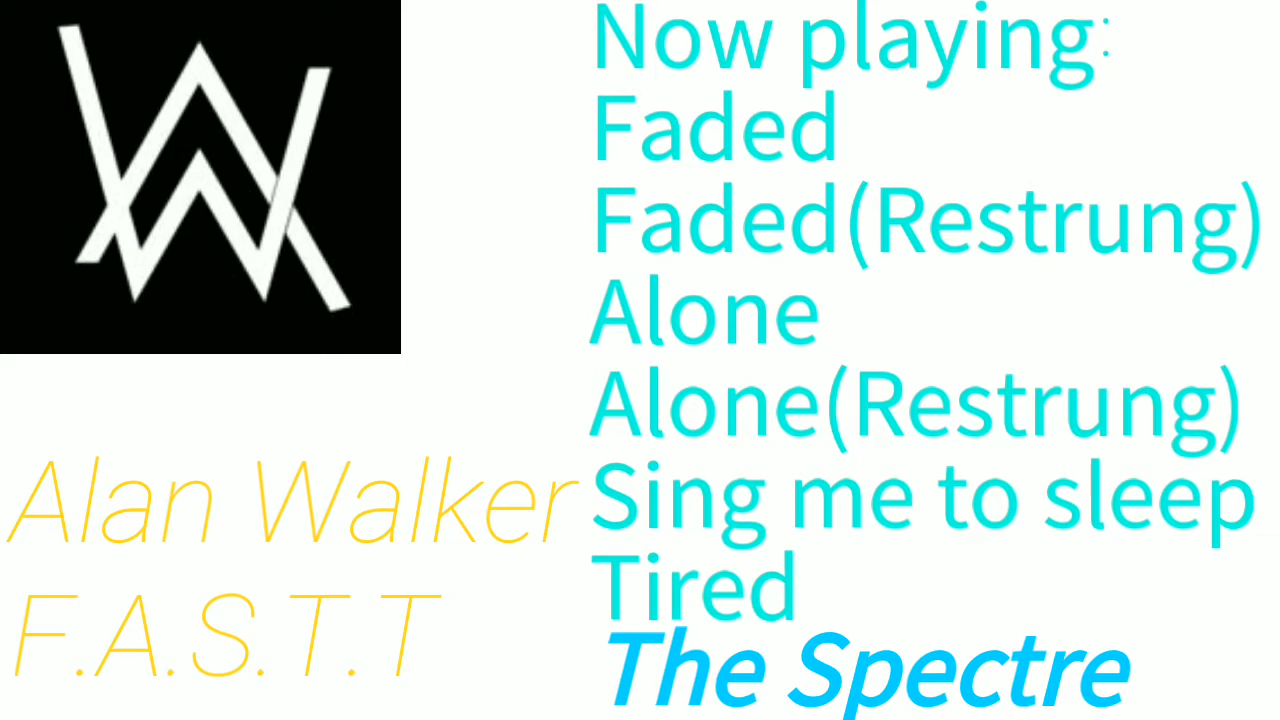 Now playing:
Faded
Faded(Restrung)
Alone
Alone(Restrung)
Sing me to sleep
Tired
The Spectre
Alan Walker
F.A.S.T.T